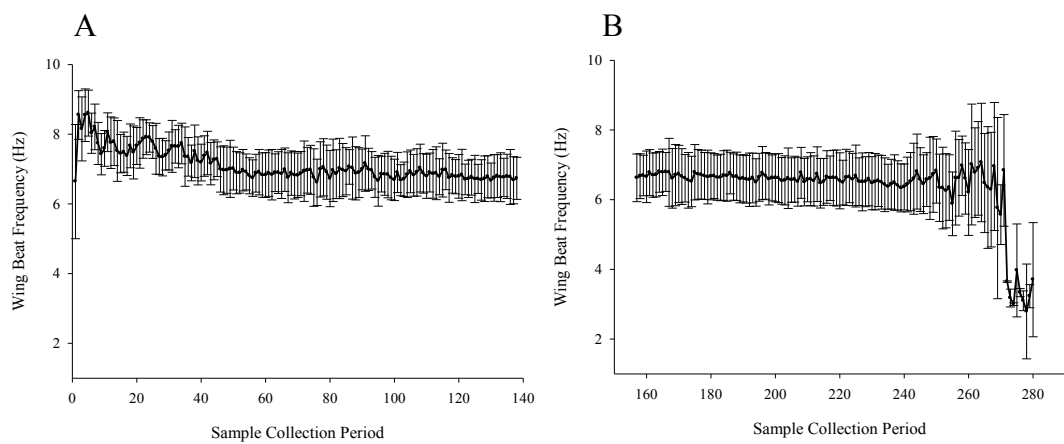 A
10
8
6
4
2
Wing Beat Frequency (Hz)
0 20 40 60 80 100 120 140
Sample Collection Period
B
10
8
6
4
2
Wing Beat Frequency (Hz)
160 180 200 220 240 260 280
Sample Collection Period